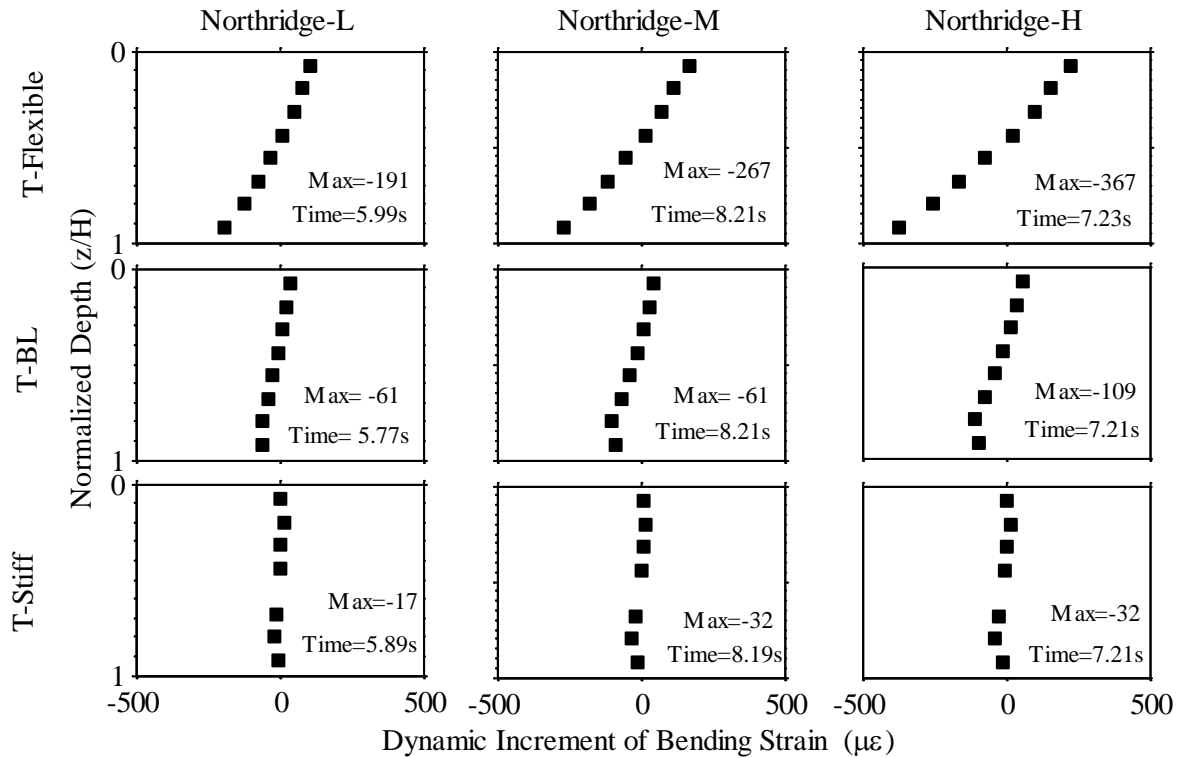 Northridge-L
Northridge-M
Northridge-H
Normalized Depth (z/H)
T-Flexible
0
1
Max=-191
Time=5.99s
Max= -267
Time=8.21s
Max=-367
Time=7.23s
T-BL
0
1
Max= -61
Time= 5.77s
Max= -61
Time=8.21s
Max=-109
Time=7.21s
T-Stiff
0
1
Max=-17
Time=5.89s
Max=-32
Time=8.19s
Max=-32
Time=7.21s
-500 0 500
-500 0 500
-500 0 500
Dynamic Increment of Bending Strain (με)